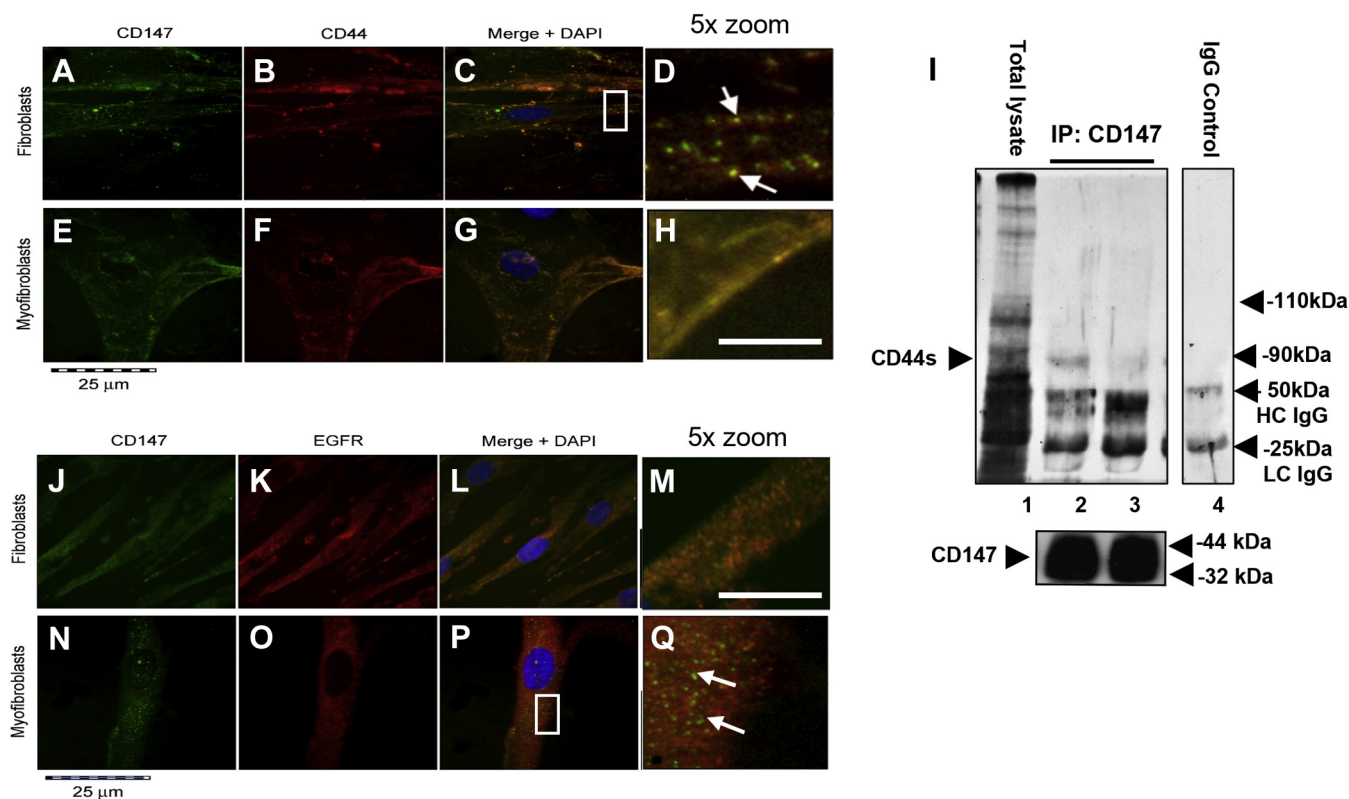 CD147 CD44 Merge + DAPI 5x zoom
Fibroblasts
A B C D
Myofibroblasts
E F G H
25 µm
CD147 EGFR Merge + DAPI 5x zoom
Fibroblasts
J K L M
Myofibroblasts
N O P Q
25 µm
I
Total lysate
IP: CD147
IgG Control
-110kDa
CD44s
-90kDa
50kDa
HC IgG
-25kDa
LC IgG
1 2 3 4
CD147
-44 kDa
-32 kDa